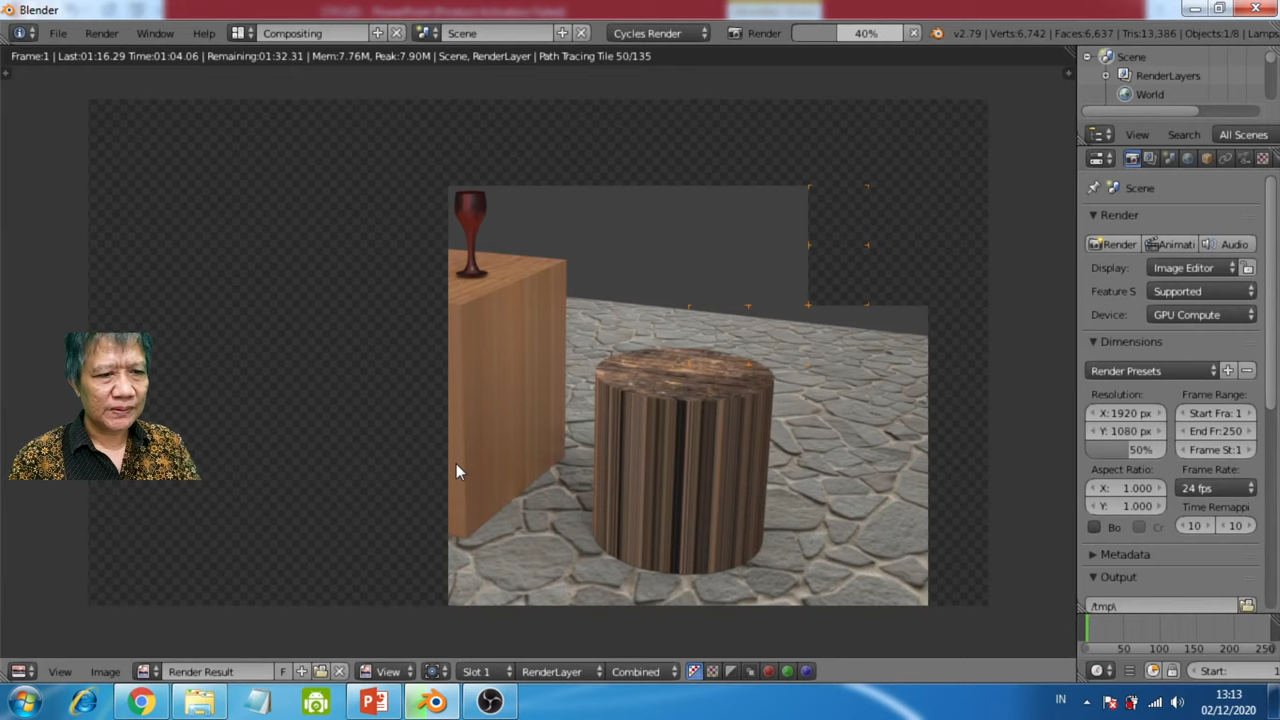 Blender
File Render Window Help Compositing Scene Cycles Render Render 40% v2.79 | Verts:6,742 | Faces:6,637 | Tris:13,386 | Objects:1/8 | Lamps
Frame:1 | Last:01:16.29 Time:01:04.06 | Remaining:01:32.31 | Mem:7.76M, Peak:7.90M | Scene, RenderLayer | Path Tracing Tile 50/135
Scene
RenderLayers
World
View Search All Scenes
Scene
Render
Render Animati Audio
Display: Image Editor
Feature S Supported
Device: GPU Compute
Dimensions
Render Presets
Resolution: Frame Range:
X: 1920 px Start Fra: 1
Y: 1080 px End Fr:250
50% Frame St:1
Aspect Ratio: Frame Rate:
X: 1.000 24 fps
Y: 1.000 Time Remappi
Bo Cr 10 10
Metadata
Output
/tmp\
0 50 100 150 200 250
View Image Render Result F View Slot 1 RenderLayer Combined Start: 1
IN 13:13
02/12/2020